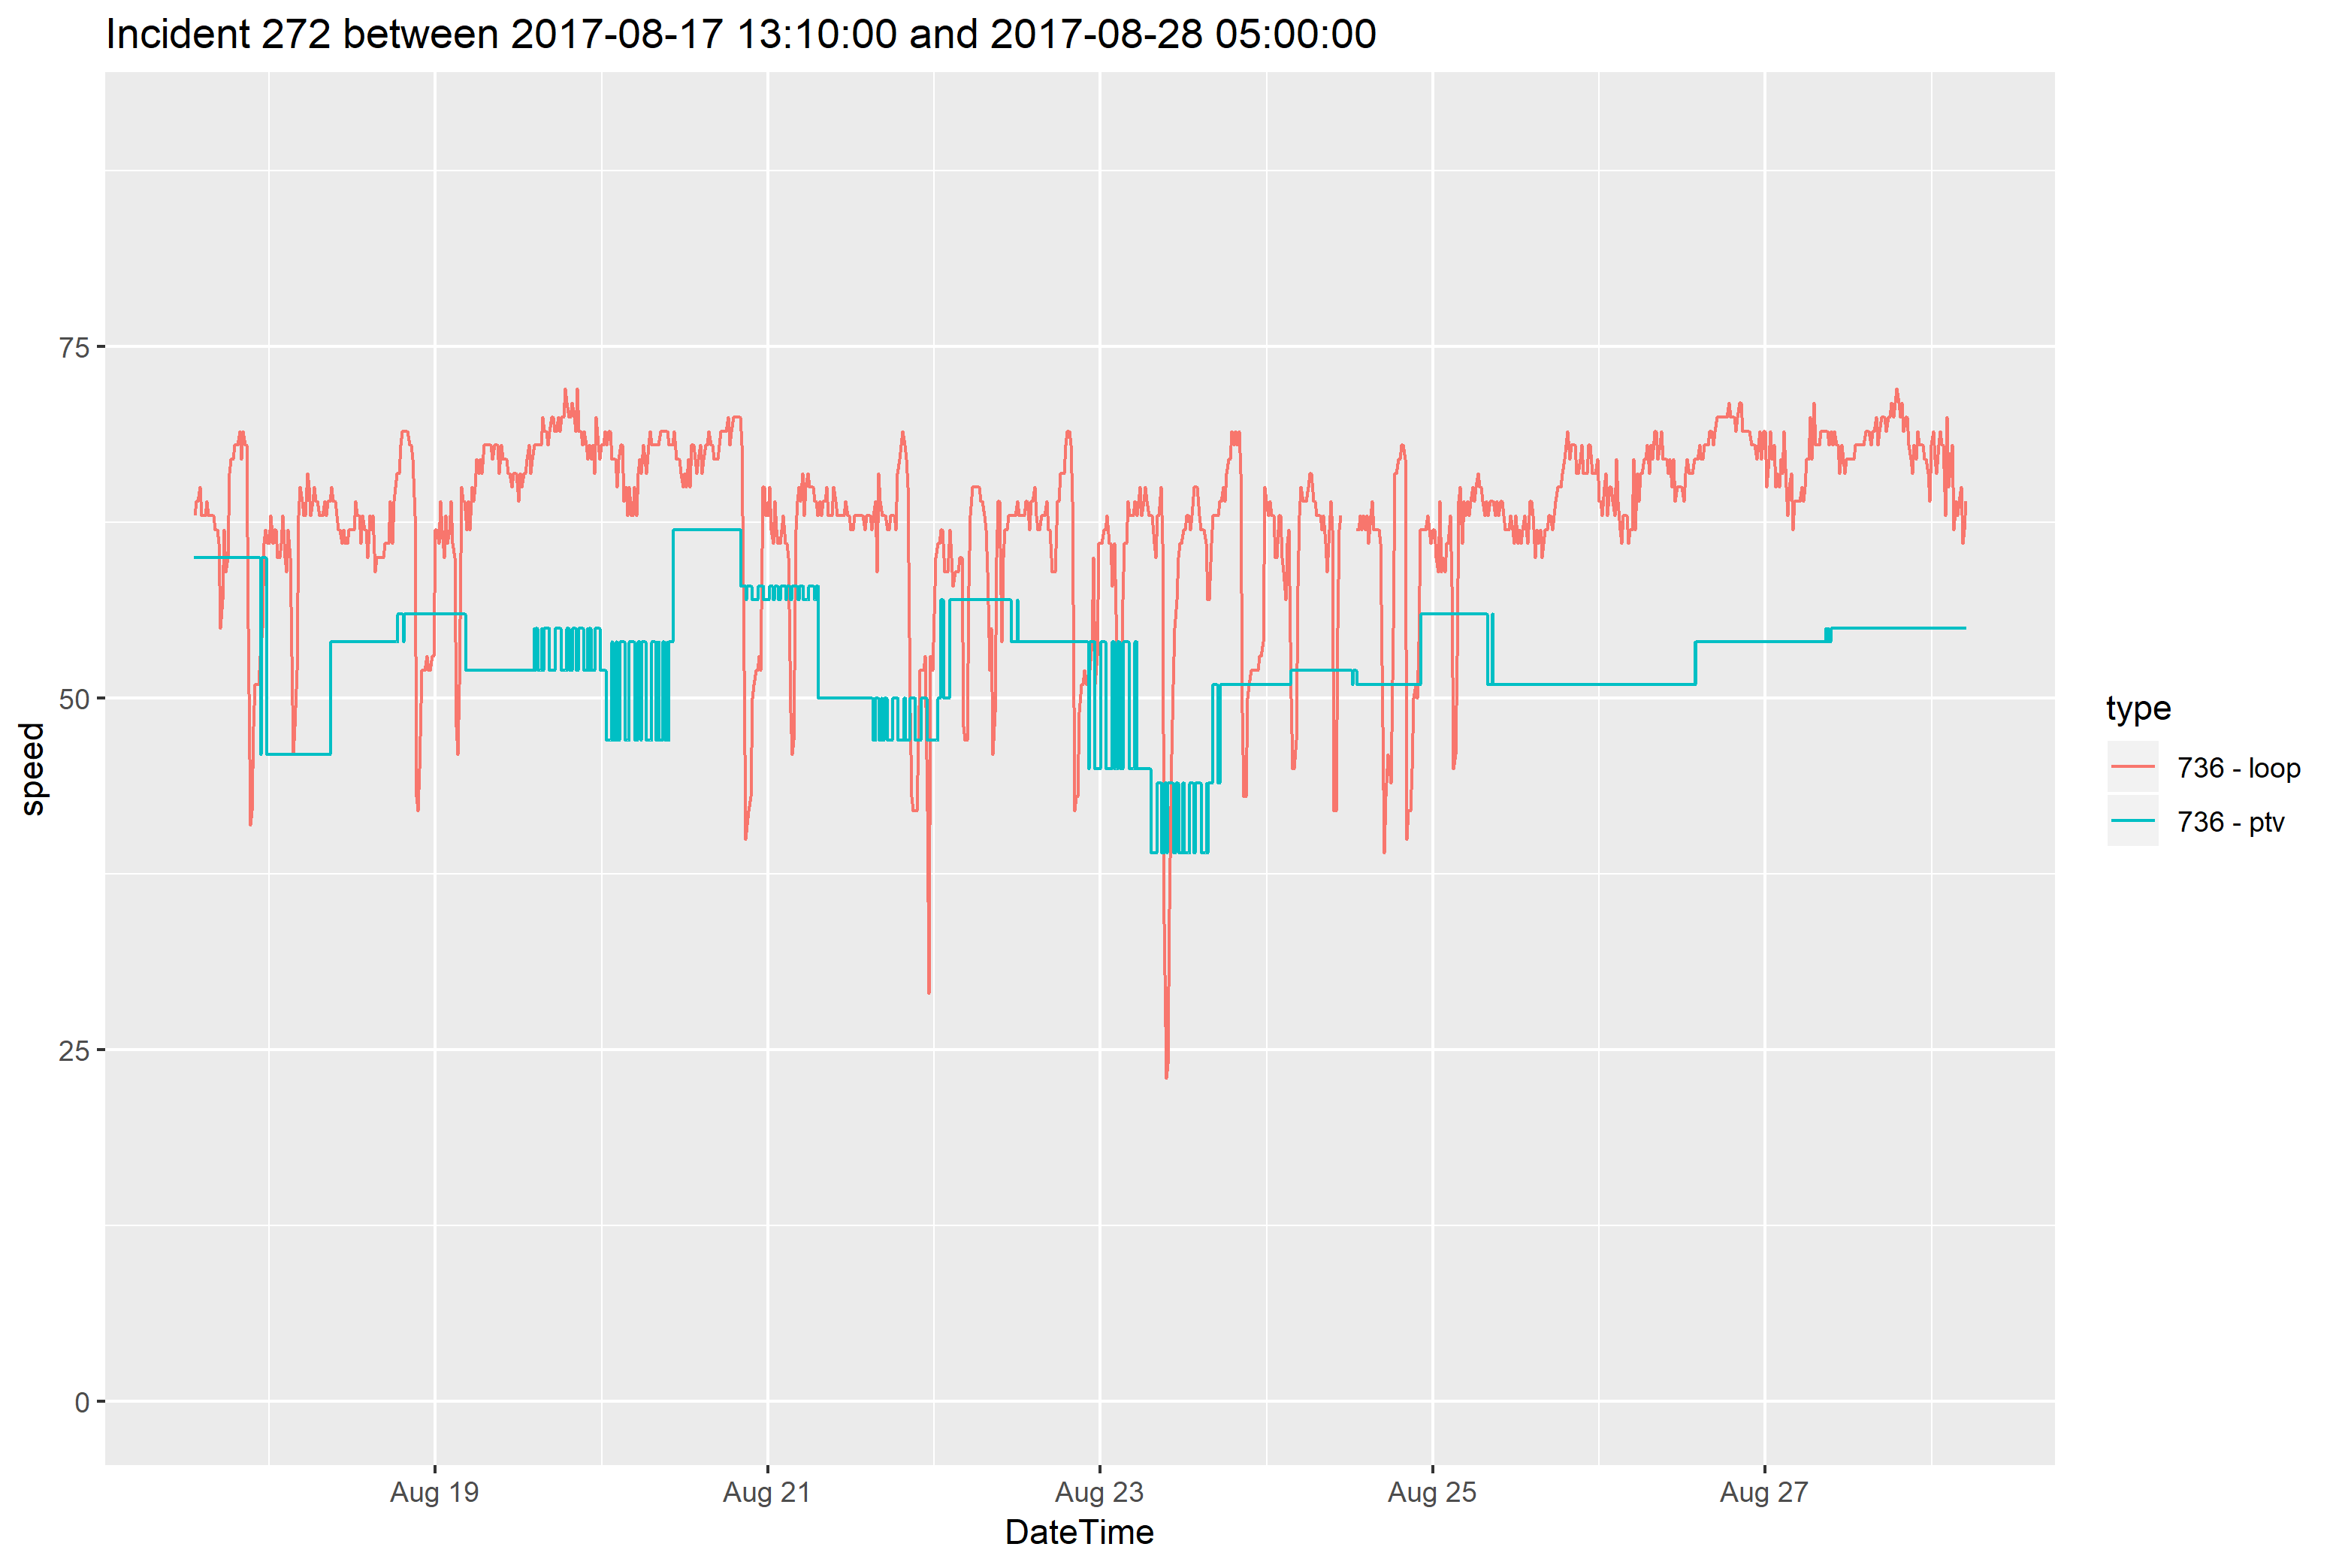 Incident 272 between 2017-08-17 13:10:00 and 2017-08-28 05:00:00
75
50
25
0
speed
Aug 19
Aug 21
Aug 23
Aug 25
Aug 27
DateTime
type
736 - loop
736 - ptv